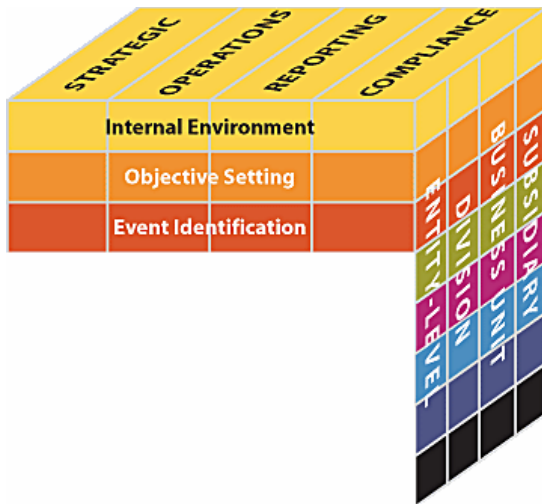 STRATEGIC
OPERATIONS
REPORTING
COMPLIANCE
Internal Environment
Objective Setting
Event Identification
ENTITY-LEVEL
DIVISION
BUSINESS UNIT
SUBSIDIARY